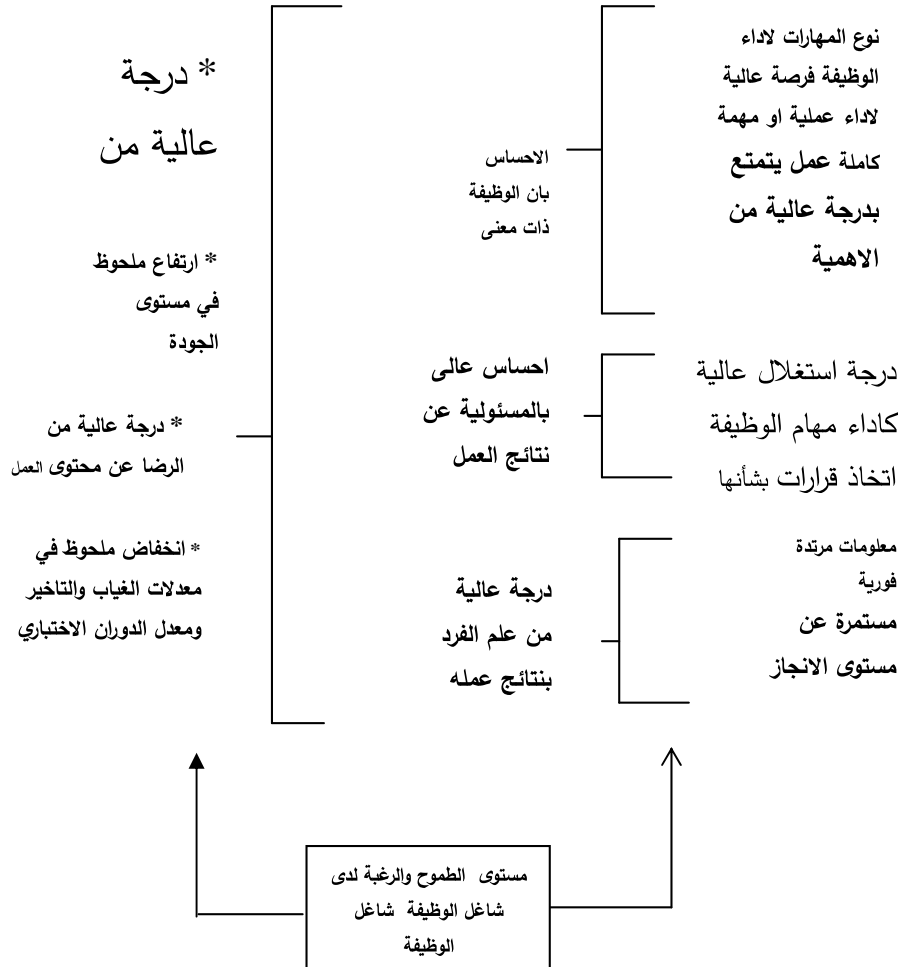 نوع المهارات لاداء
الوظيفة فرصة عالية
لاداء عملية او مهمة
كاملة عمل يتمتع
بدرجة عالية من
الاهمية
درجة استغلال عالية
كاداء مهام الوظيفة
اتخاذ قرارات بشأنها
معلومات مرتدة
فورية
مستمرة عن
مستوى الانجاز
الاحساس
بان الوظيفة
ذات معنى
احساس عالى
بالمسئولية عن
نتائج العمل
درجة عالية
من علم الفرد
بنتائج عمله
* درجة
عالية من
* ارتفاع ملحوظ
في مستوى
الجودة
* درجة عالية من
الرضا عن محتوى العمل
* انخفاض ملحوظ في
معدلات الغياب والتاخير
ومعدل الدوران الاختباري
مستوى الطموح والرغبة لدى
شاغل الوظيفة شاغل
الوظيفة